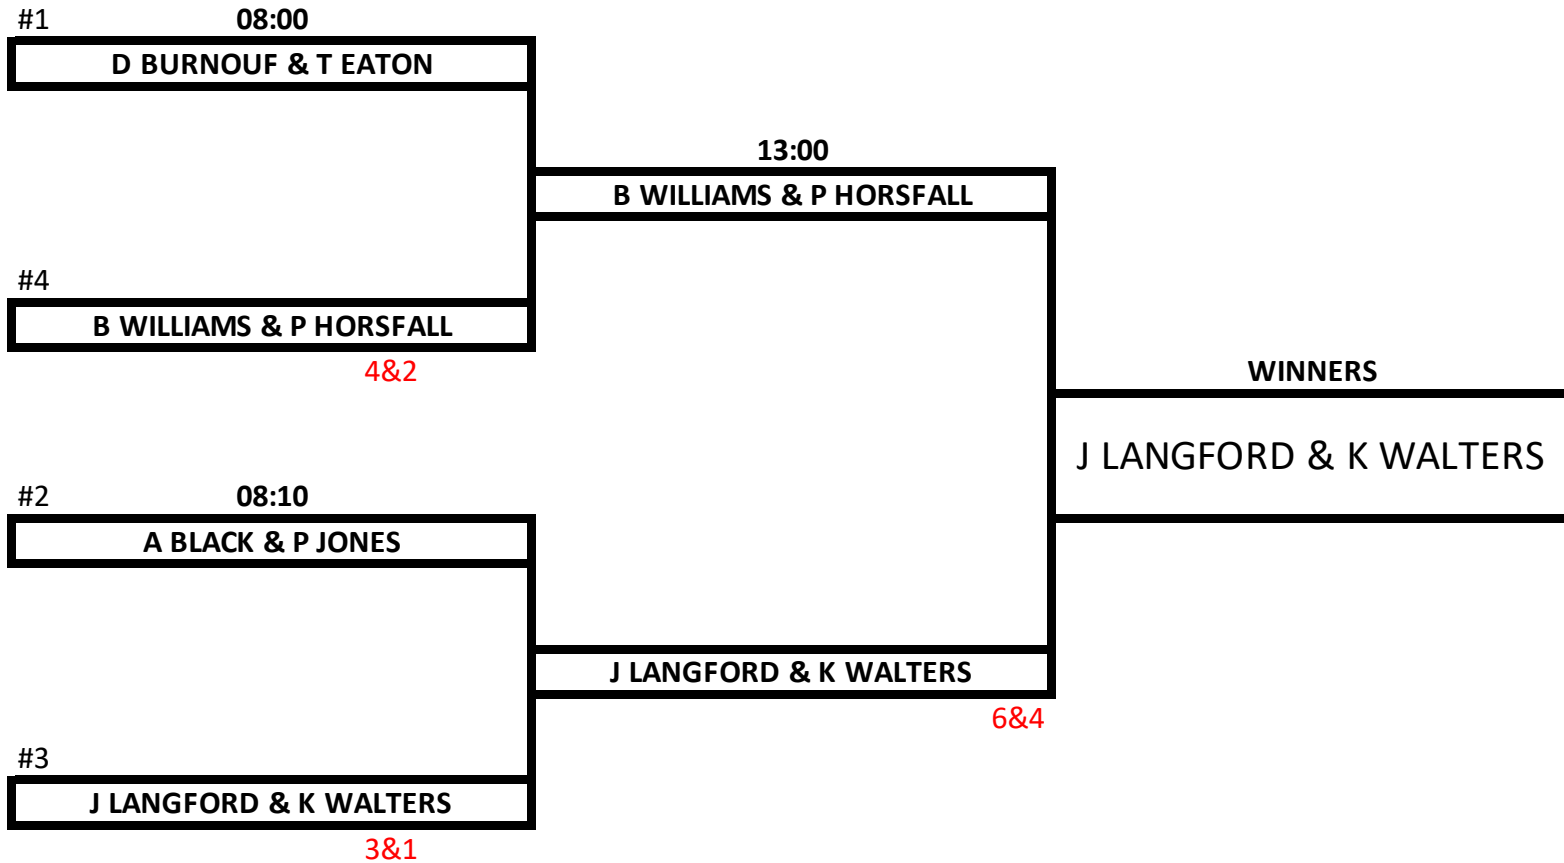 #1 08:00
D BURNOUF & T EATON
13:00
B WILLIAMS & P HORSFALL
#4
B WILLIAMS & P HORSFALL
4&2
WINNERS
J LANGFORD & K WALTERS
#2 08:10
A BLACK & P JONES
J LANGFORD & K WALTERS
6&4
#3
J LANGFORD & K WALTERS
3&1